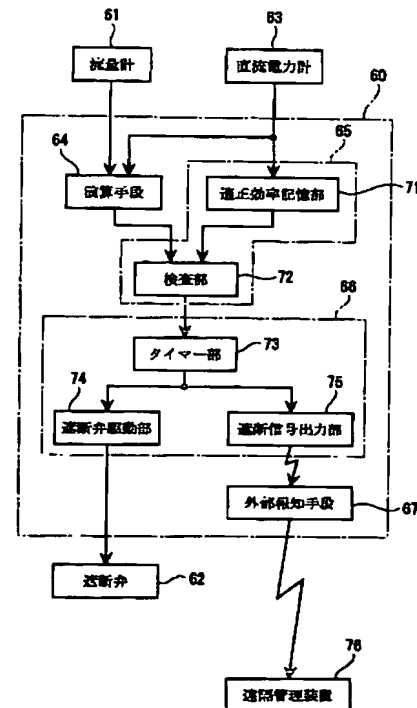 61
63
流量計
直流電力計
60
64
65
演算手段
適正効率記憶部
71
検査部
72
66
タイマー部
73
74
75
遮断弁駆動部
遮断信号出力部
外部報知手段
67
遮断弁
62
76
遠隔管理装置